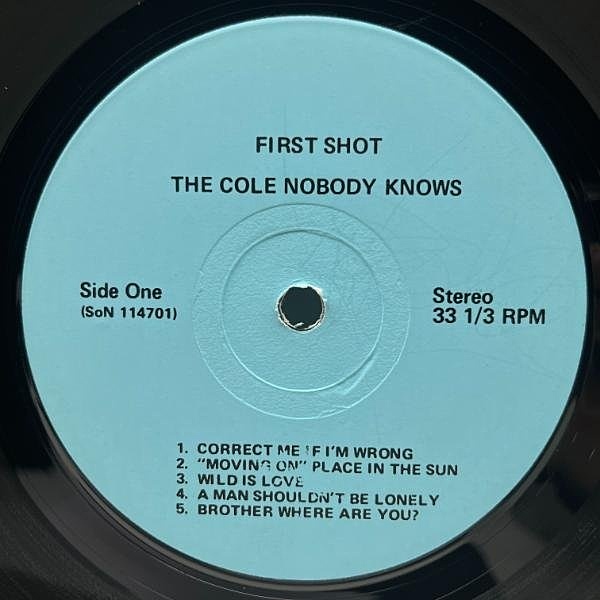 FIRST SHOT
THE COLE NOBODY KNOWS
Side One
(SoN 114701)
Stereo
33 1/3 RPM
1. CORRECT ME IF I'M WRONG
2. "MOVING ON" PLACE IN THE SUN
3. WILD IS LOVE
4. A MAN SHOULDN'T BE LONELY
5. BROTHER WHERE ARE YOU?